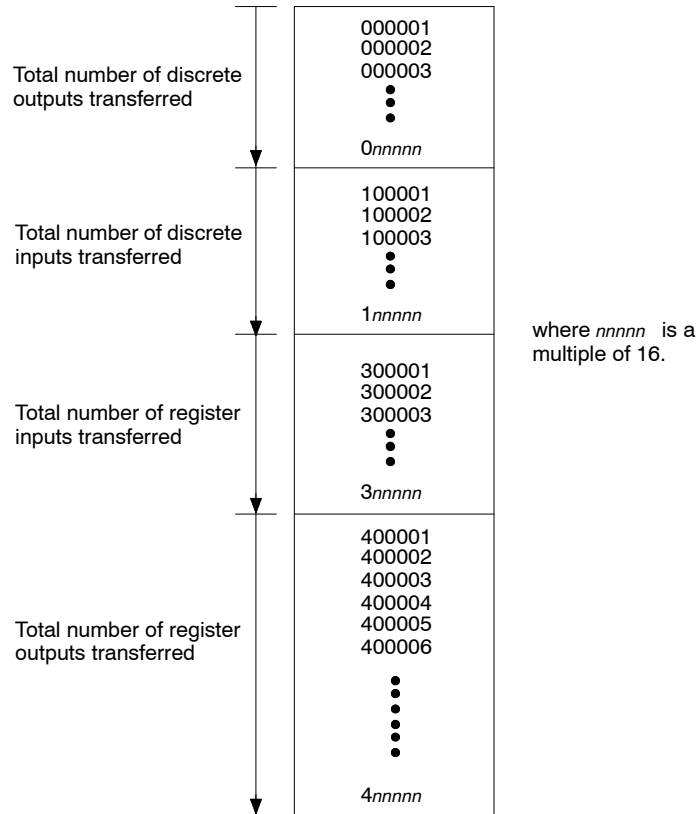 000001
000002
000003
Total number of discrete
outputs transferred
0nnnnn
100001
100002
100003
Total number of discrete
inputs transferred
1nnnnn
where nnnnn is a
multiple of 16.
300001
300002
300003
Total number of register
inputs transferred
3nnnnn
400001
400002
400003
400004
400005
400006
Total number of register
outputs transferred
4nnnnn